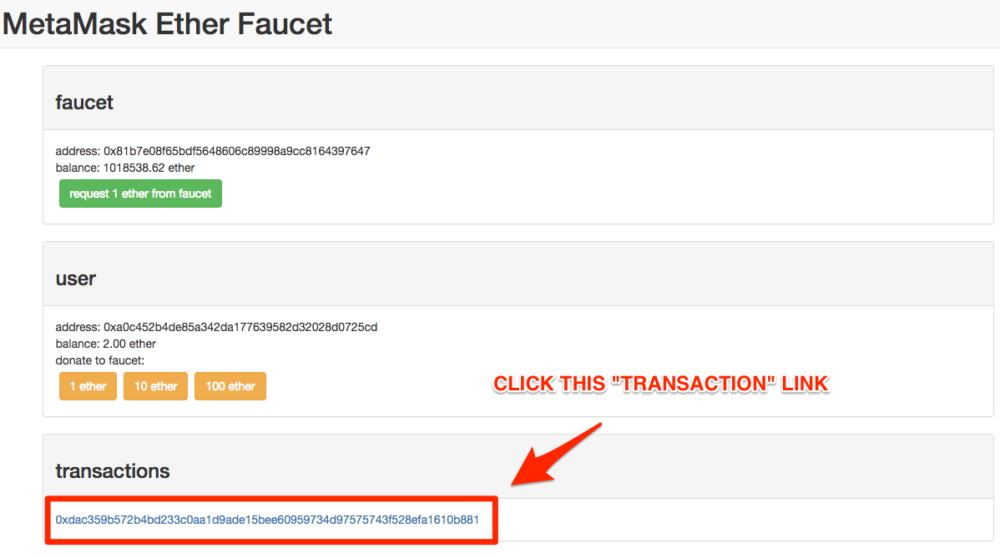 MetaMask Ether Faucet
faucet
address: 0x81b7e08f65bdf5648606c89998a9cc8164397647
balance: 1018538.62 ether
request 1 ether from faucet
user
address: 0xa0c452b4de85a342da177639582d32028d0725cd
balance: 2.00 ether
donate to faucet:
1 ether 10 ether 100 ether
CLICK THIS "TRANSACTION" LINK
transactions
0xdac359b572b4bd233c0aa1d9ade15bee60959734d97575743f528efa1610b881